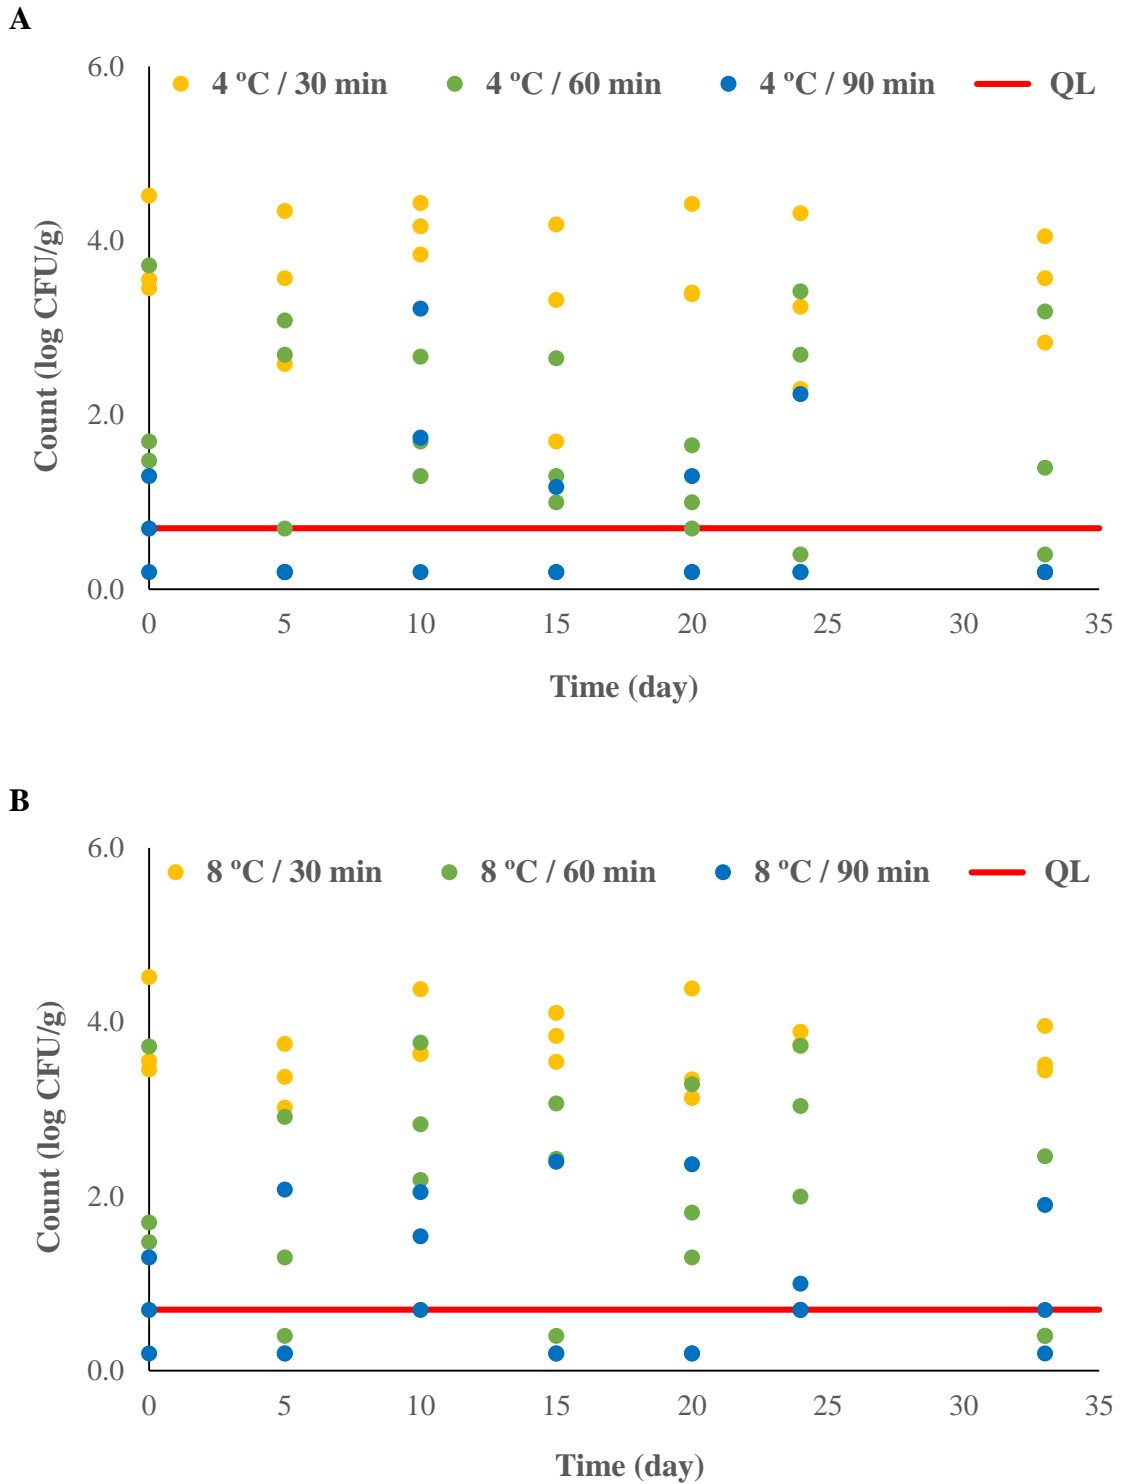 A
6.0
4 ºC / 30 min 4 ºC / 60 min 4 ºC / 90 min QL
4.0
2.0
0.0
Count (log CFU/g)
0 5 10 15 20 25 30 35
Time (day)
B
6.0
8 ºC / 30 min 8 ºC / 60 min 8 ºC / 90 min QL
4.0
2.0
0.0
Count (log CFU/g)
0 5 10 15 20 25 30 35
Time (day)